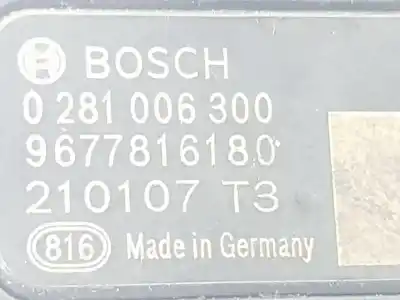 BOSCH
0 281 006 300
9677816180
210107 T3
816 Made in Germany